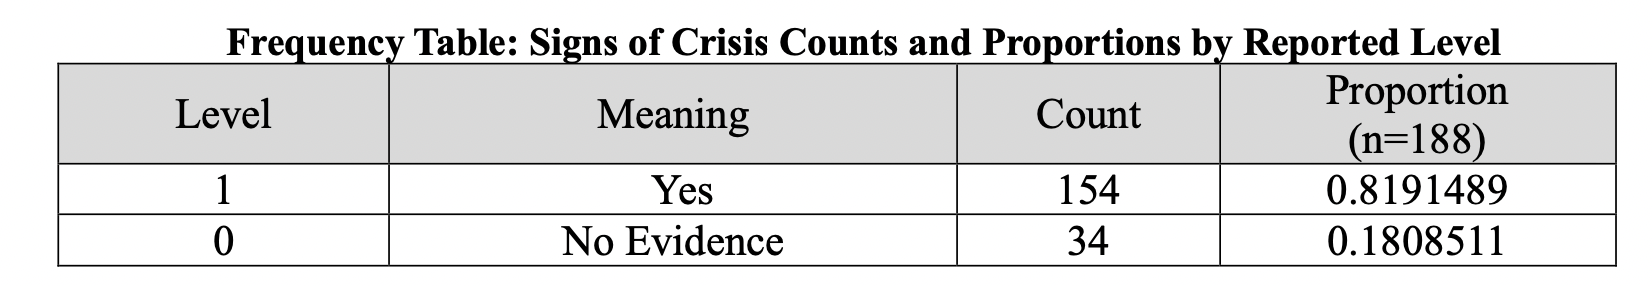 Frequency Table: Signs of Crisis Counts and Proportions by Reported Level
Level Meaning Count Proportion
(n=188)
1 Yes 154 0.8191489
0 No Evidence 34 0.1808511